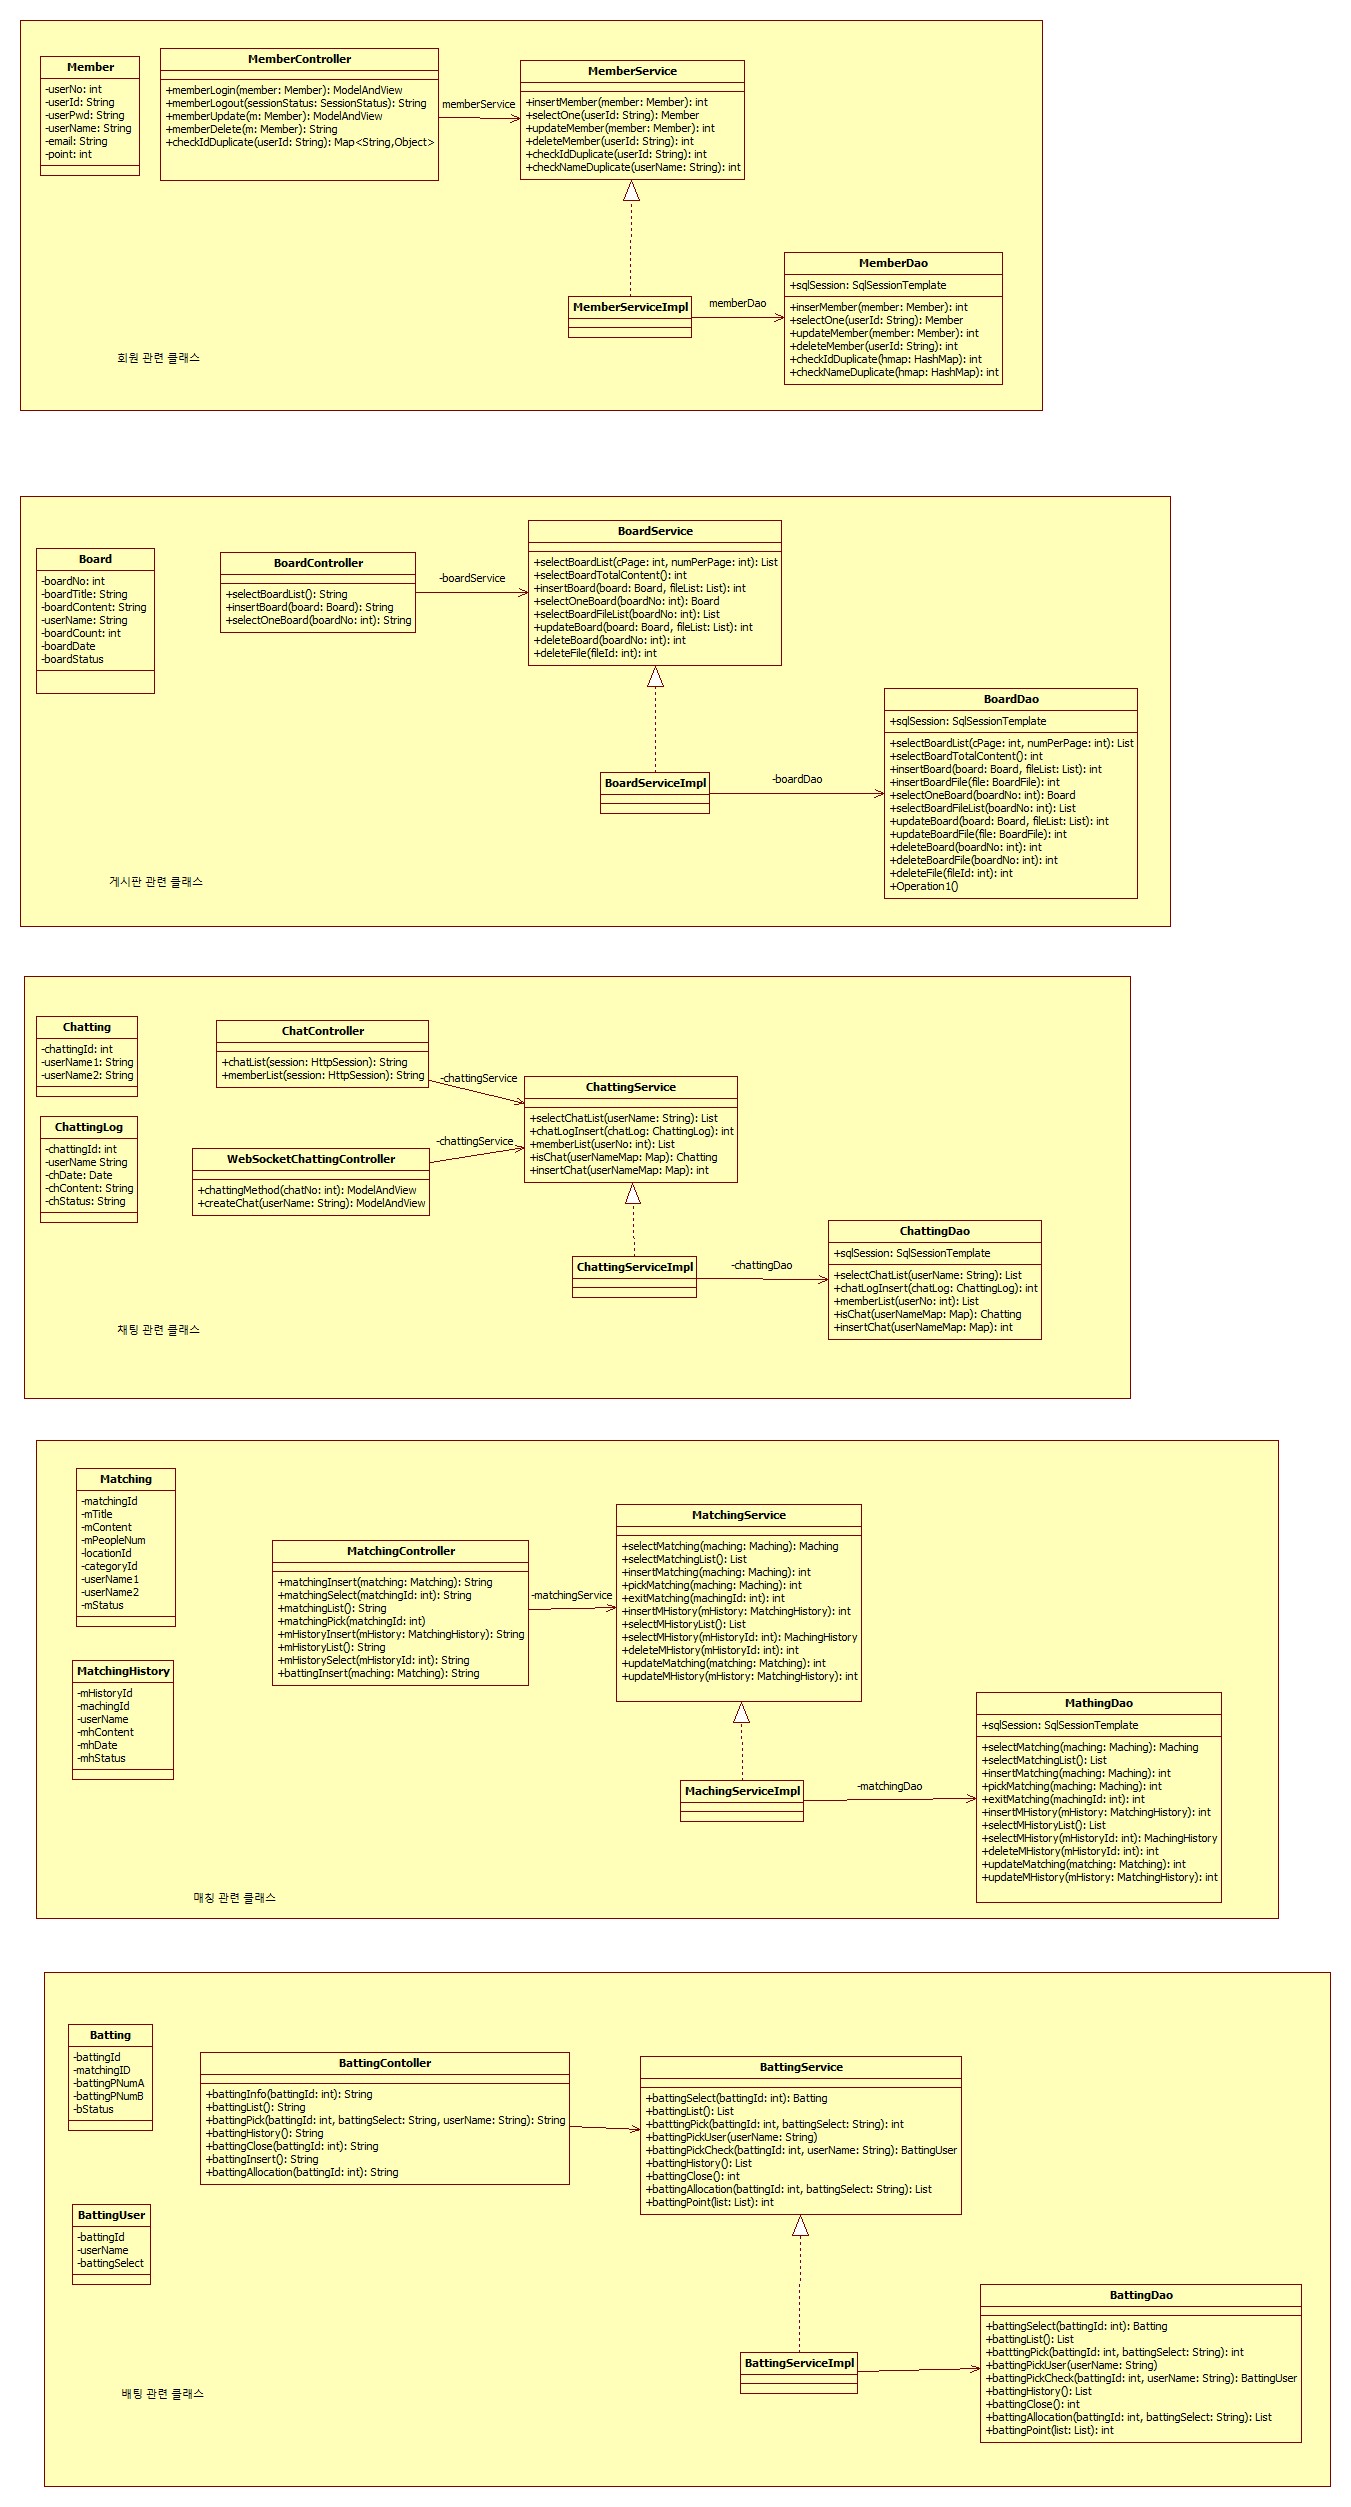 Member
-userNo: int
-userId: String
-userPwd: String
-userName: String
-email: String
-point: int
MemberController
+memberLogin(member: Member): ModelAndView
+memberLogout(sessionStatus: SessionStatus): String
+memberUpdate(m: Member): ModelAndView
+memberDelete(m: Member): String
+checkIdDuplicate(userId: String): Map<String,Object>
memberService
MemberService
+insertMember(member: Member): int
+selectOne(userId: String): Member
+updateMember(member: Member): int
+deleteMember(userId: String): int
+checkIdDuplicate(userId: String): int
+checkNameDuplicate(userName: String): int
MemberServiceImpl
memberDao
MemberDao
+sqlSession: SqlSessionTemplate
+inserMember(member: Member): int
+selectOne(userId: String): Member
+updateMember(member: Member): int
+deleteMember(userId: String): int
+checkIdDuplicate(hmap: HashMap): int
+checkNameDuplicate(hmap: HashMap): int
회원 관련 클래스
Board
-boardNo: int
-boardTitle: String
-boardContent: String
-userName: String
-boardCount: int
-boardDate
-boardStatus
BoardController
+selectBoardList(): String
+insertBoard(board: Board): String
+selectOneBoard(boardNo: int): String
-boardService
BoardService
+selectBoardList(cPage: int, numPerPage: int): List
+selectBoardTotalContent(): int
+insertBoard(board: Board, fileList: List): int
+selectOneBoard(boardNo: int): Board
+selectBoardFileList(boardNo: int): List
+updateBoard(board: Board, fileList: List): int
+deleteBoard(boardNo: int): int
+deleteFile(fileId: int): int
BoardServiceImpl
-boardDao
BoardDao
+sqlSession: SqlSessionTemplate
+selectBoardList(cPage: int, numPerPage: int): List
+selectBoardTotalContent(): int
+insertBoard(board: Board, fileList: List): int
+insertBoardFile(file: BoardFile): int
+selectOneBoard(boardNo: int): Board
+selectBoardFileList(boardNo: int): List
+updateBoard(board: Board, fileList: List): int
+updateBoardFile(file: BoardFile): int
+deleteBoard(boardNo: int): int
+deleteBoardFile(boardNo: int): int
+deleteFile(fileId: int): int
+Operation1()
게시판 관련 클래스
Chatting
-chattingId: int
-userName1: String
-userName2: String
ChattingLog
-chattingId: int
-userName String
-chDate: Date
-chContent: String
-chStatus: String
ChatController
+chatList(session: HttpSession): String
+memberList(session: HttpSession): String
-chattingService
WebSocketChattingController
+chattingMethod(chatNo: int): ModelAndView
+createChat(userName: String): ModelAndView
-chattingService
ChattingService
+selectChatList(userName: String): List
+chatLogInsert(chatLog: ChattingLog): int
+memberList(userNo: int): List
+isChat(userNameMap: Map): Chatting
+insertChat(userNameMap: Map): int
ChattingServiceImpl
-chattingDao
ChattingDao
+sqlSession: SqlSessionTemplate
+selectChatList(userName: String): List
+chatLogInsert(chatLog: ChattingLog): int
+memberList(userNo: int): List
+isChat(userNameMap: Map): Chatting
+insertChat(userNameMap: Map): int
채팅 관련 클래스
Matching
-matchingId
-mTitle
-mContent
-mPeopleNum
-locationId
-categoryId
-userName1
-userName2
-mStatus
MatchingHistory
-mHistoryId
-machingId
-userName
-mhContent
-mhDate
-mhStatus
MatchingController
+matchingInsert(matching: Matching): String
+matchingSelect(matchingId: int): String
+matchingList(): String
+matchingPick(matchingId: int)
+mHistoryInsert(mHistory: MatchingHistory): String
+mHistoryList(): String
+mHistorySelect(mHistoryId: int): String
+battingInsert(maching: Matching): String
-matchingService
MatchingService
+selectMatching(maching: Maching): Maching
+selectMatchingList(): List
+insertMatching(maching: Maching): int
+pickMatching(maching: Maching): int
+exitMatching(machingId: int): int
+insertMHistory(mHistory: MatchingHistory): int
+selectMHistoryList(): List
+selectMHistory(mHistoryId: int): MachingHistory
+deleteMHistory(mHistoryId: int): int
+updateMatching(matching: Matching): int
+updateMHistory(mHistory: MatchingHistory): int
MachingServiceImpl
-matchingDao
MathingDao
+sqlSession: SqlSessionTemplate
+selectMatching(maching: Maching): Maching
+selectMatchingList(): List
+insertMatching(maching: Maching): int
+pickMatching(maching: Maching): int
+exitMatching(machingId: int): int
+insertMHistory(mHistory: MatchingHistory): int
+selectMHistoryList(): List
+selectMHistory(mHistoryId: int): MachingHistory
+deleteMHistory(mHistoryId: int): int
+updateMatching(matching: Matching): int
+updateMHistory(mHistory: MatchingHistory): int
매칭 관련 클래스
Batting
-battingId
-matchingID
-battingPNumA
-battingPNumB
-bStatus
BattingUser
-battingId
-userName
-battingSelect
BattingContoller
+battingInfo(battingId: int): String
+battingList(): String
+battingPick(battingId: int, battingSelect: String, userName: String): String
+battingHistory(): String
+battingClose(battingId: int): String
+battingInsert(): String
+battingAllocation(battingId: int): String
BattingService
+battingSelect(battingId: int): Batting
+battingList(): List
+batttingPick(battingId: int, battingSelect: String): int
+battingPickUser(userName: String)
+battingPickCheck(battingId: int, userName: String): BattingUser
+battingHistory(): List
+battingClose(): int
+battingAllocation(battingId: int, battingSelect: String): List
+battingPoint(list: List): int
BattingServiceImpl
BattingDao
+battingSelect(battingId: int): Batting
+battingList(): List
+batttingPick(battingId: int, battingSelect: String): int
+battingPickUser(userName: String)
+battingPickCheck(battingId: int, userName: String): BattingUser
+battingHistory(): List
+battingClose(): int
+battingAllocation(battingId: int, battingSelect: String): List
+battingPoint(list: List): int
배팅 관련 클래스